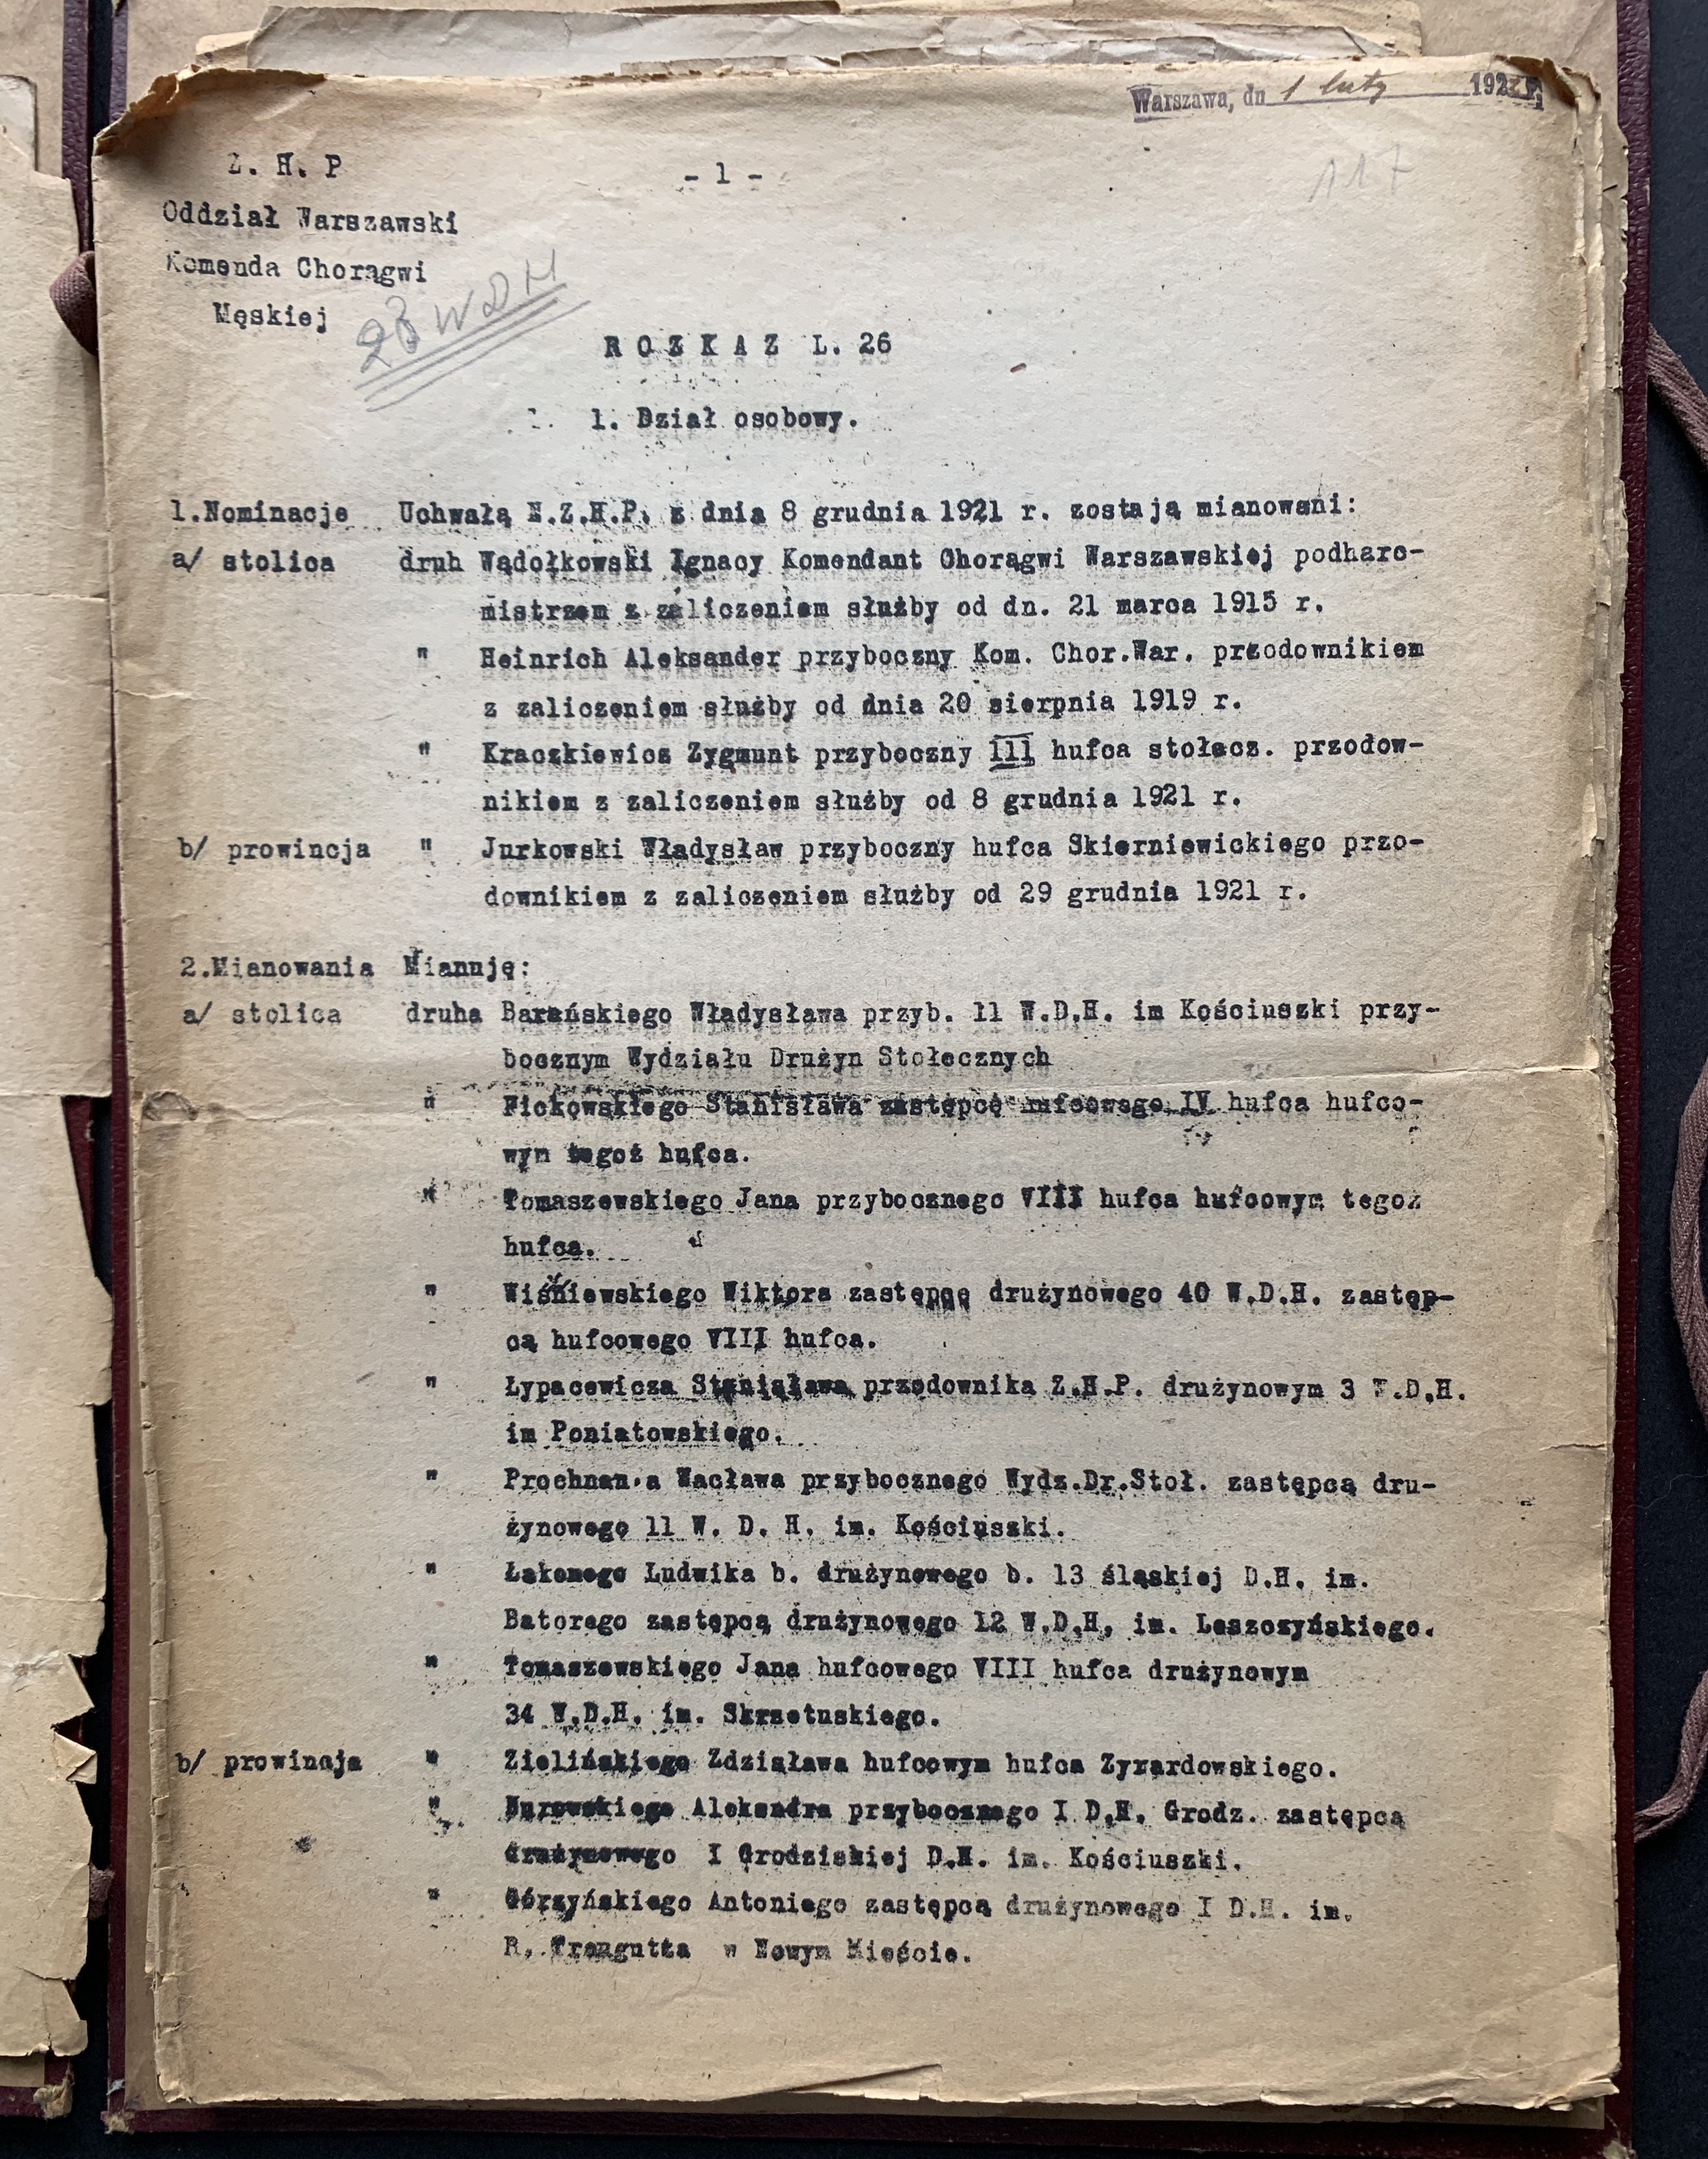 Warszawa, dn 1 luty 1922 r.
117
Z. H. P
- 1 -
Oddział Warszawski
Komenda Chorągwi
Męskiej
23 WDH
R O Z K A Z L. 26
1. Dział osobowy.
1.Nominacje Uchwałą N.Z.H.P. z dnia 8 grudnia 1921 r. zostają mianowani:
a/ stolica druh Wądołkowski Ignacy Komendant Chorągwi Warszawskiej podharc-
mistrzem z zaliczeniem służby od dn. 21 marca 1915 r.
" Heinrich Aleksander przyboczny Kom. Chor.War. przodownikiem
z zaliczeniem służby od dnia 20 sierpnia 1919 r.
" Kraczkiewicz Zygmunt przyboczny III hufca stołecz. przodow-
nikiem z zaliczeniem służby od 8 grudnia 1921 r.
b/ prowincja " Jurkowski Władysław przyboczny hufca Skierniewickiego przo-
downikiem z zaliczeniem służby od 29 grudnia 1921 r.
2.Mianowania Mianuję:
a/ stolica druha Barańskiego Władysława przyb. 11 W.D.H. im Kościuszki przy-
bocznym Wydziału Drużyn Stołecznych
" Fickowskiego Stanisława zastępcę hufcowego IV hufca hufco-
wym tegoż hufca.
" Tomaszewskiego Jana przybocznego VIII hufca hufcowym tegoż
hufca.
" Wiśniewskiego Wiktora zastępcę drużynowego 40 W.D.H. zastęp-
cą hufcowego VIII hufca.
" Łypacewicza Stanisława przodownika Z.H.P. drużynowym 3 W.D.H.
im Poniatowskiego.
" Wacława przybocznego Wydz.Dr.Stoł. zastępcą dru-
żynowego 11 W. D. H. im. Kościuszki.
" Łakomego Ludwika b. drużynowego b. 13 śląskiej D.H. im.
Batorego zastępcą drużynowego 12 W.D.H, im. Leszczyńskiego.
" Tomaszewskiego Jana hufcowego VIII hufca drużynowym
34 W.D.H. im. Skrzetuskiego.
b/ prowincja " Zielińskiego Zdzisława hufcowym hufca Zyrardowskiego.
" Aleksandra przybocznego I D.H. Grodz. zastępcą
drużynowego I Grodziskiej D.H. im. Kościuszki.
" Górzyńskiego Antoniego zastępcą drużynowego I D.H. im.
R. Traugutta w Nowym Mieście.